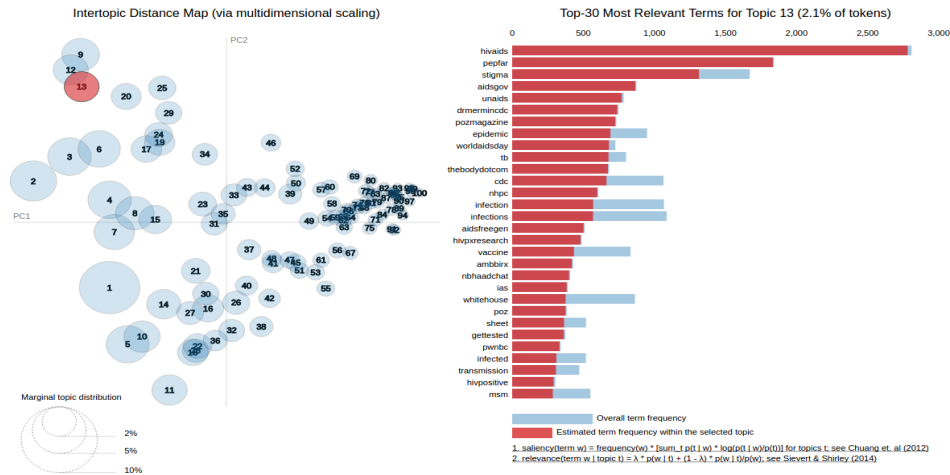 Intertopic Distance Map (via multidimensional scaling)
Top-30 Most Relevant Terms for Topic 13 (2.1% of tokens)
PC2
PC1
9
12
13
20
25
29
24
19
17
6
3
2
34
46
4
8
15
7
23
35
31
33
43
44
52
50
39
69
80
57
60
58
49
63
75
71
84
94
97
100
56
67
61
37
47
51
53
55
41
40
42
26
38
32
36
16
30
27
14
21
1
10
5
22
11
Marginal topic distribution
2%
5%
10%
0 500 1,000 1,500 2,000 2,500 3,000
hivaids
pepfar
stigma
aidsgov
unaids
drmermincdc
pozmagazine
epidemic
worldaidsday
tb
thebodydotcom
cdc
nhpc
infection
infections
aidsfreegen
hivpxresearch
vaccine
ambbirx
nbhaadchat
ias
whitehouse
poz
sheet
gettested
pwnbc
infected
transmission
hivpositive
msm
Overall term frequency
Estimated term frequency within the selected topic
1. saliency(term w) = frequency(w) * [sum_t p(t | w) * log(p(t | w)/p(t))] for topics t; see Chuang et. al (2012)
2. relevance(term w | topic t) = λ * p(w | t) + (1 - λ) * p(w | t)/p(w); see Sievert & Shirley (2014)